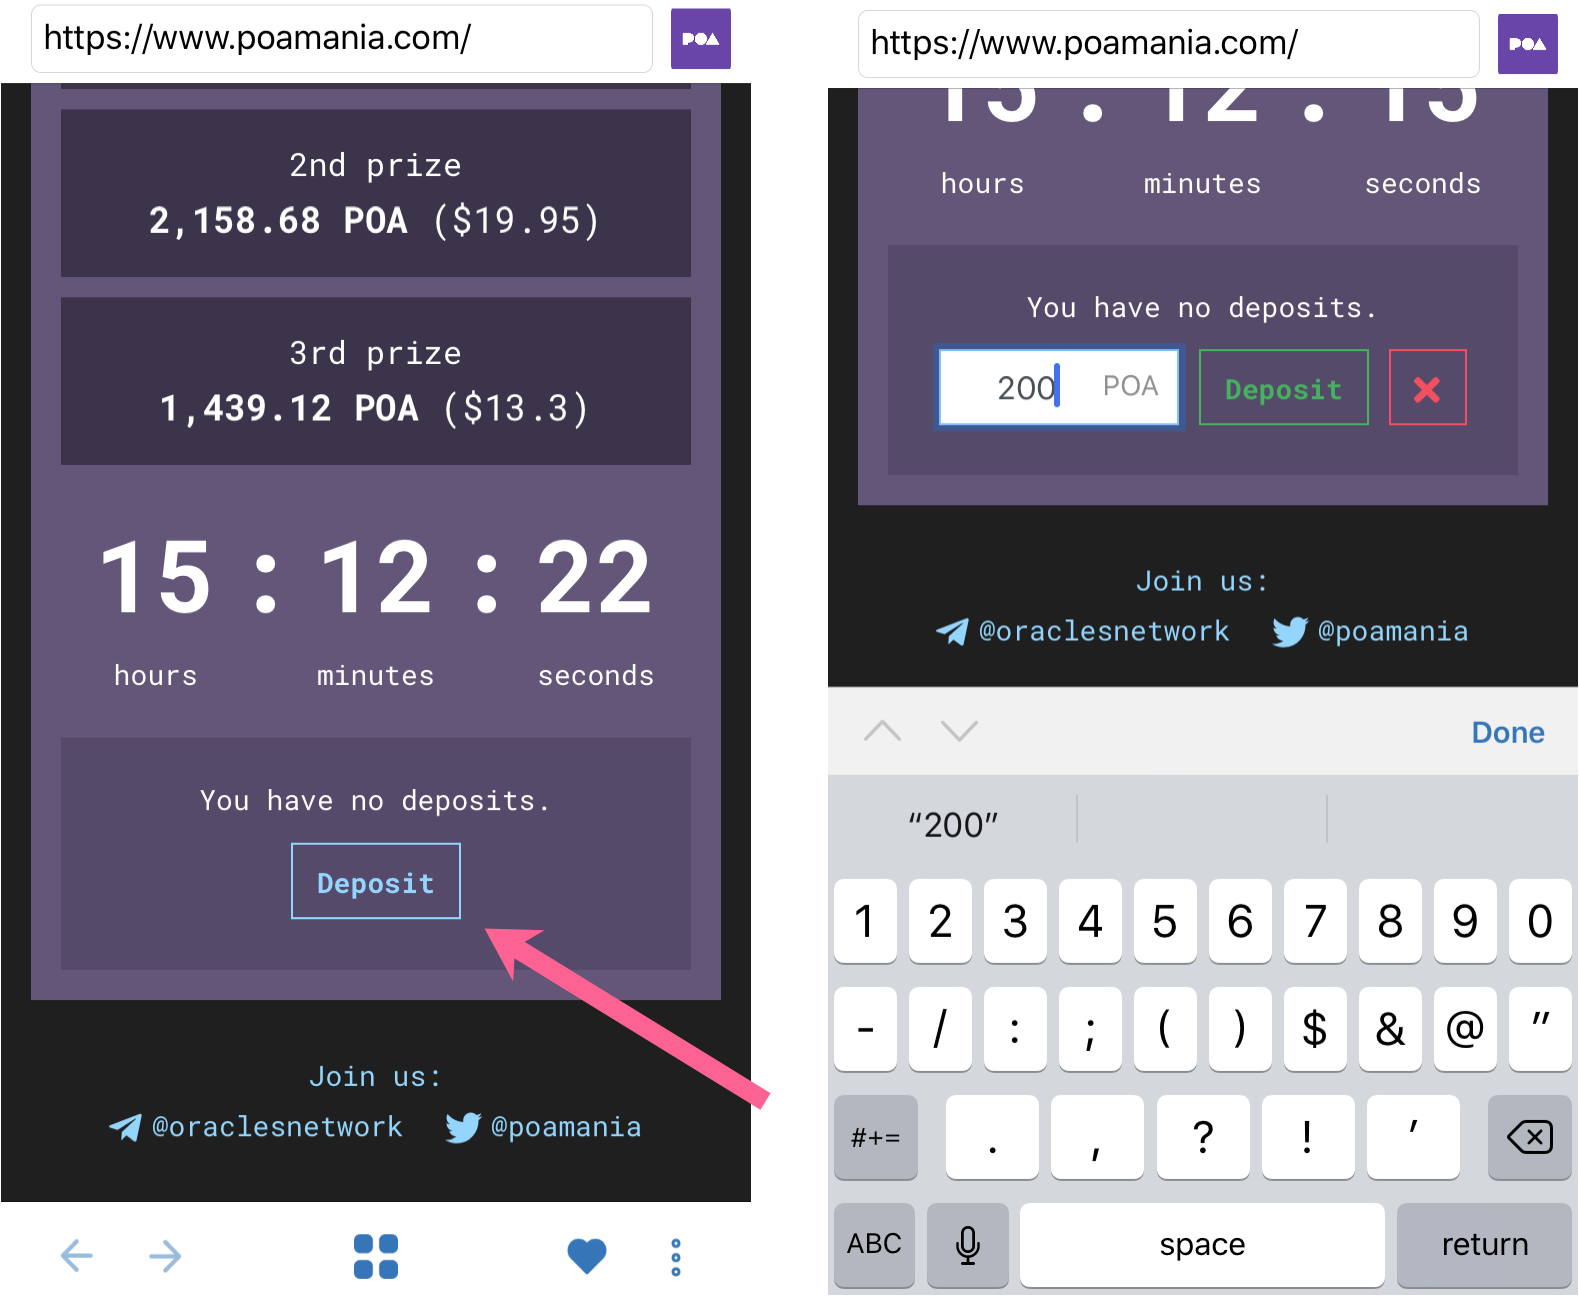 https://www.poamania.com/
POA
2nd prize
2,158.68 POA ($19.95)
3rd prize
1,439.12 POA ($13.3)
15 : 12 : 22
hours minutes seconds
You have no deposits.
Deposit
Join us:
@oraclesnetwork @poamania
https://www.poamania.com/
POA
15 : 12 : 15
hours minutes seconds
You have no deposits.
200 POA Deposit
Join us:
@oraclesnetwork @poamania
Done
“200”
1 2 3 4 5 6 7 8 9 0
- / : ; ( ) $ & @ ”
#+= . , ? ! ’
ABC space return